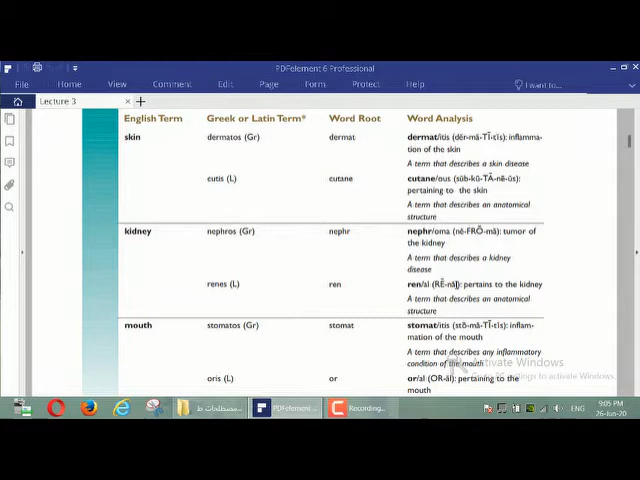 PDFelement 6 Professional
File Home View Comment Edit Page Form Protect Help I want to...
Lecture 3
English Term Greek or Latin Term* Word Root Word Analysis
skin dermatos (Gr) dermat dermat/itis (dĕr-mă-TĪ-tĭs): inflamma-
tion of the skin
A term that describes a skin disease
cutis (L) cutane cutane/ous (sŭb-kū-TĀ-nē-ŭs):
pertaining to the skin
A term that describes an anatomical
structure
kidney nephros (Gr) nephr nephr/oma (nĕ-FRŌ-mă): tumor of
the kidney
A term that describes a kidney
disease
renes (L) ren ren/al (RĒ-năl): pertains to the kidney
A term that describes an anatomical
structure
mouth stomatos (Gr) stomat stomat/itis (stō-mă-TĪ-tĭs): inflam-
mation of the mouth
A term that describes any inflammatory
condition of the mouth
Activate Windows
settings to activate Windows.
oris (L) or or/al (OR-ăl): pertaining to the
mouth
مصطلحات ط... PDFelement ... Recording... ENG 9:05 PM
26-Jun-20